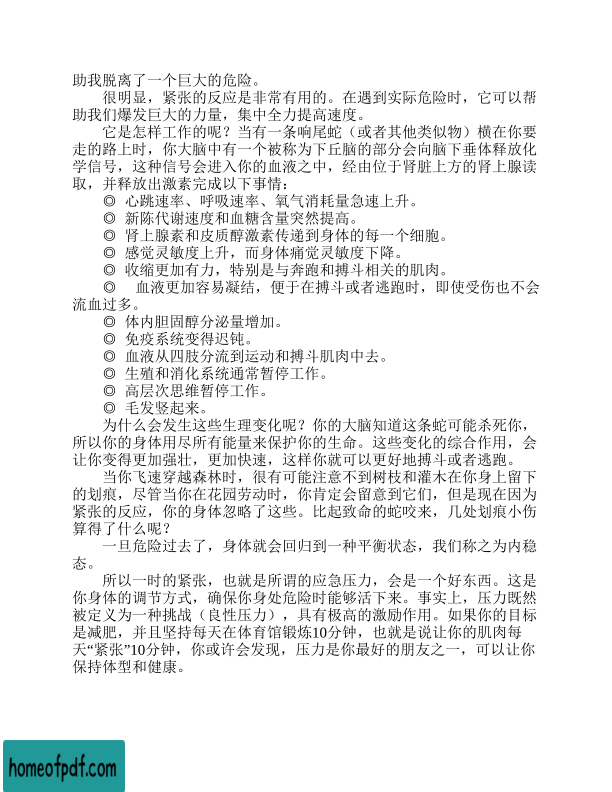 助我脱离了一个巨大的危险。
很明显，紧张的反应是非常有用的。在遇到实际危险时，它可以帮
助我们爆发巨大的力量，集中全力提高速度。
它是怎样工作的呢？当有一条响尾蛇（或者其他类似物）横在你要
走的路上时，你大脑中有一个被称为下丘脑的部分会向脑下垂体释放化
学信号，这种信号会进入你的血液之中，经由位于肾脏上方的肾上腺读
取，并释放出激素完成以下事情：
◎ 心跳速率、呼吸速率、氧气消耗量急速上升。
◎ 新陈代谢速度和血糖含量突然提高。
◎ 肾上腺素和皮质醇激素传递到身体的每一个细胞。
◎ 感觉灵敏度上升，而身体痛觉灵敏度下降。
◎ 收缩更加有力，特别是与奔跑和搏斗相关的肌肉。
◎ 血液更加容易凝结，便于在搏斗或者逃跑时，即使受伤也不会
流血过多。
◎ 体内胆固醇分泌量增加。
◎ 免疫系统变得迟钝。
◎ 血液从四肢分流到运动和搏斗肌肉中去。
◎ 生殖和消化系统通常暂停工作。
◎ 高层次思维暂停工作。
◎ 毛发竖起来。
为什么会发生这些生理变化呢？你的大脑知道这条蛇可能杀死你，
所以你的身体用尽所有能量来保护你的生命。这些变化的综合作用，会
让你变得更加强壮，更加快速，这样你就可以更好地搏斗或者逃跑。
当你飞速穿越森林时，很有可能注意不到树枝和灌木在你身上留下
的划痕，尽管当你在花园劳动时，你肯定会留意到它们，但是现在因为
紧张的反应，你的身体忽略了这些。比起致命的蛇咬来，几处划痕小伤
算得了什么呢？
一旦危险过去了，身体就会回归到一种平衡状态，我们称之为内稳
态。
所以一时的紧张，也就是所谓的应急压力，会是一个好东西。这是
你身体的调节方式，确保你身处危险时能够活下来。事实上，压力既然
被定义为一种挑战（良性压力），具有极高的激励作用。如果你的目标
是减肥，并且坚持每天在体育馆锻炼10分钟，也就是说让你的肌肉每
天“紧张”10分钟，你或许会发现，压力是你最好的朋友之一，可以让你
保持体型和健康。
homeofpdf.com